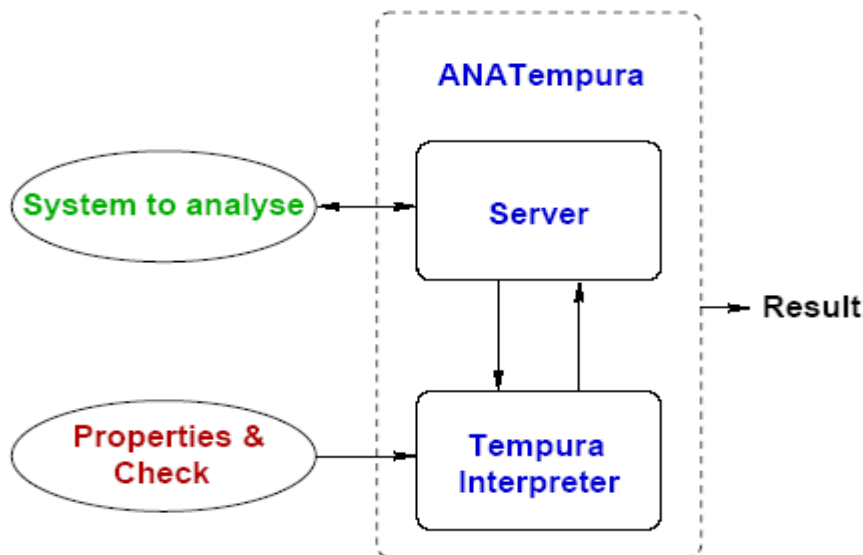 ANATempura
System to analyse
Server
Result
Properties &
Check
Tempura
Interpreter